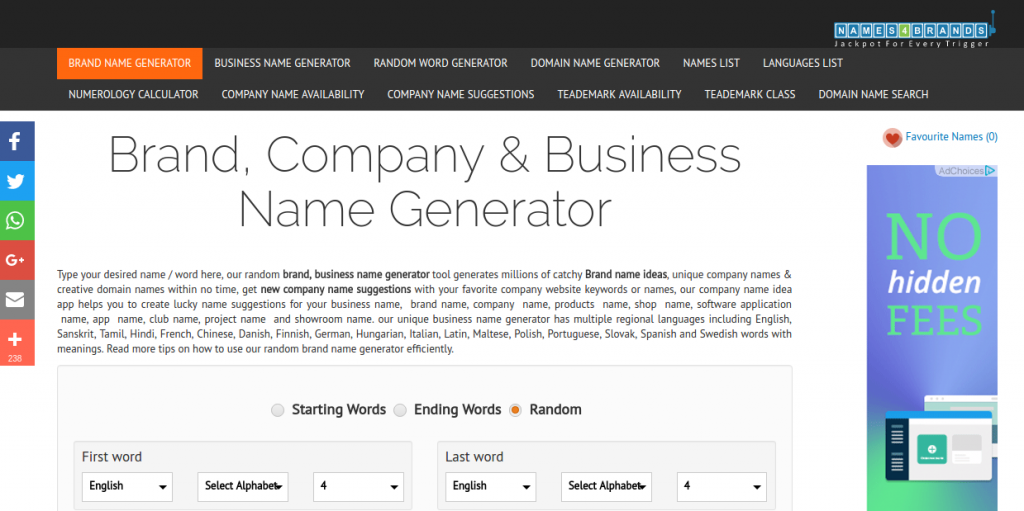 NAMES4BRANDS
Jackpot For Every Trigger
BRAND NAME GENERATOR BUSINESS NAME GENERATOR RANDOM WORD GENERATOR DOMAIN NAME GENERATOR NAMES LIST LANGUAGES LIST
NUMEROLOGY CALCULATOR COMPANY NAME AVAILABILITY COMPANY NAME SUGGESTIONS TEADEMARK AVAILABILITY TEADEMARK CLASS DOMAIN NAME SEARCH
Favourite Names (0)
Brand, Company & Business
Name Generator
Type your desired name / word here, our random brand, business name generator tool generates millions of catchy Brand name ideas, unique company names &
creative domain names within no time, get new company name suggestions with your favorite company website keywords or names, our company name idea
app helps you to create lucky name suggestions for your business name, brand name, company name, products name, shop name, software application
name, app name, club name, project name and showroom name. our unique business name generator has multiple regional languages including English,
Sanskrit, Tamil, Hindi, French, Chinese, Danish, Finnish, German, Hungarian, Italian, Latin, Maltese, Polish, Portuguese, Slovak, Spanish and Swedish words with
meanings. Read more tips on how to use our random brand name generator efficiently.
G+
238
Starting Words Ending Words Random
First word
English Select Alphabet 4
Last word
English Select Alphabet 4
AdChoices
NO
hidden
FEES